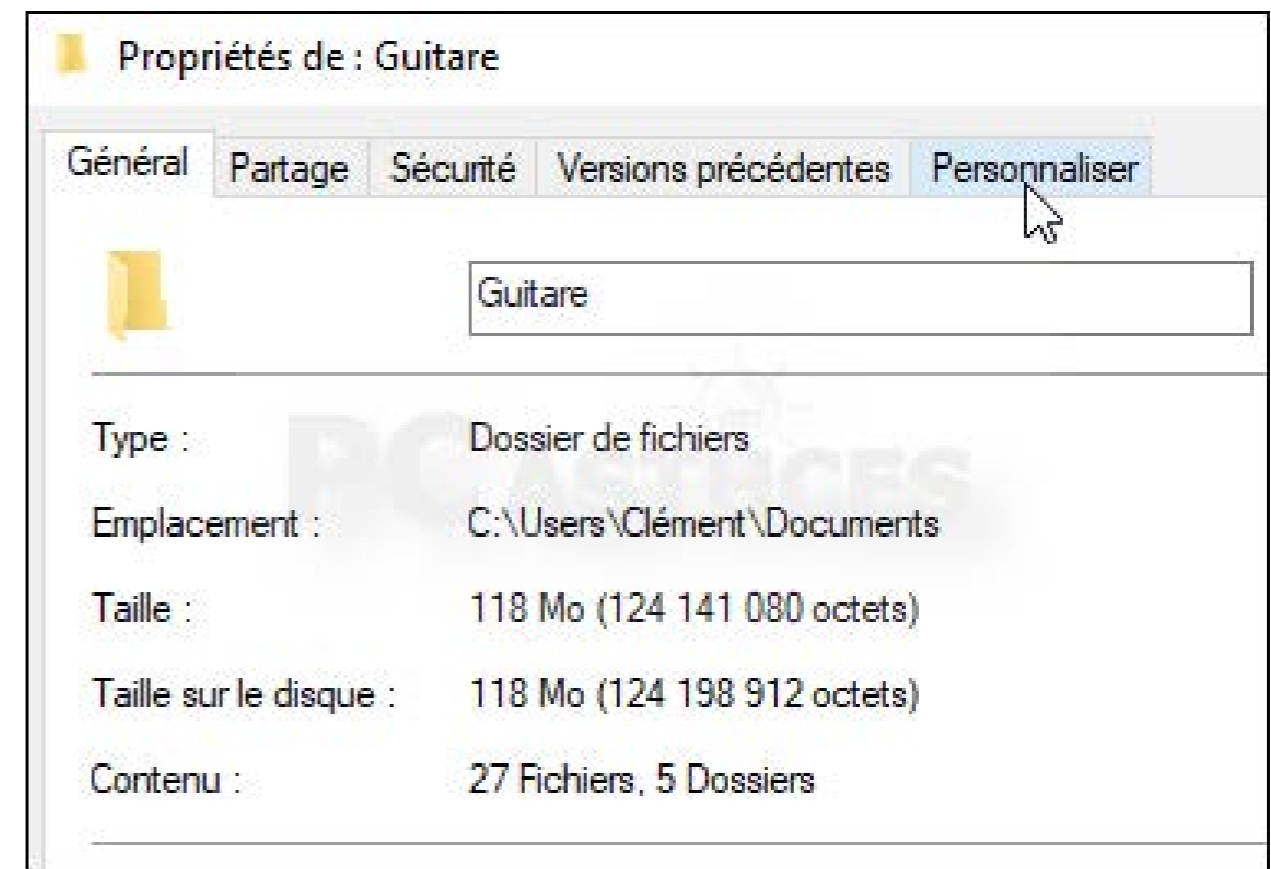 Propriétés de : Guitare
Général Partage Sécurité Versions précédentes Personnaliser
Guitare
Type : Dossier de fichiers
Emplacement : C:\Users\Clément\Documents
Taille : 118 Mo (124 141 080 octets)
Taille sur le disque : 118 Mo (124 198 912 octets)
Contenu : 27 Fichiers, 5 Dossiers
PC ASTUCES